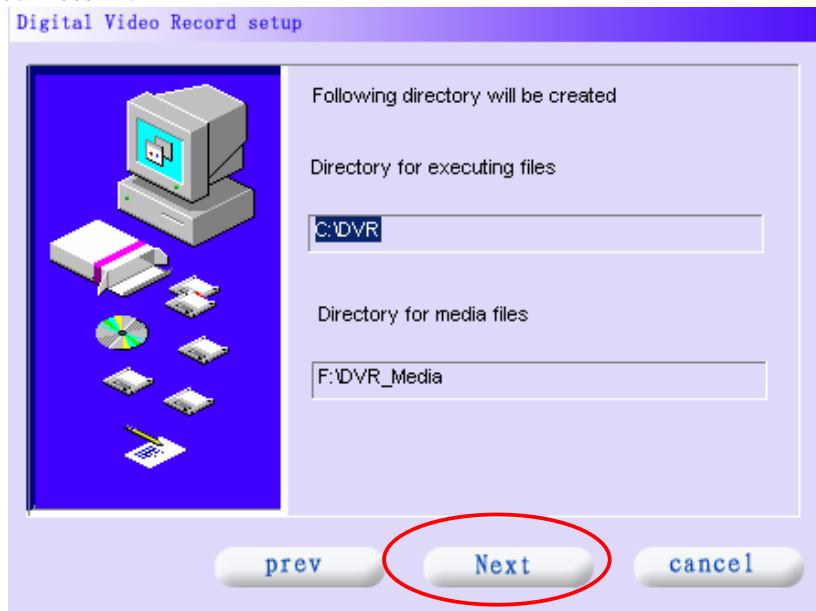 Digital Video Record setup
Following directory will be created
Directory for executing files
C:\DVR
Directory for media files
F:\DVR_Media
prev
Next
cancel